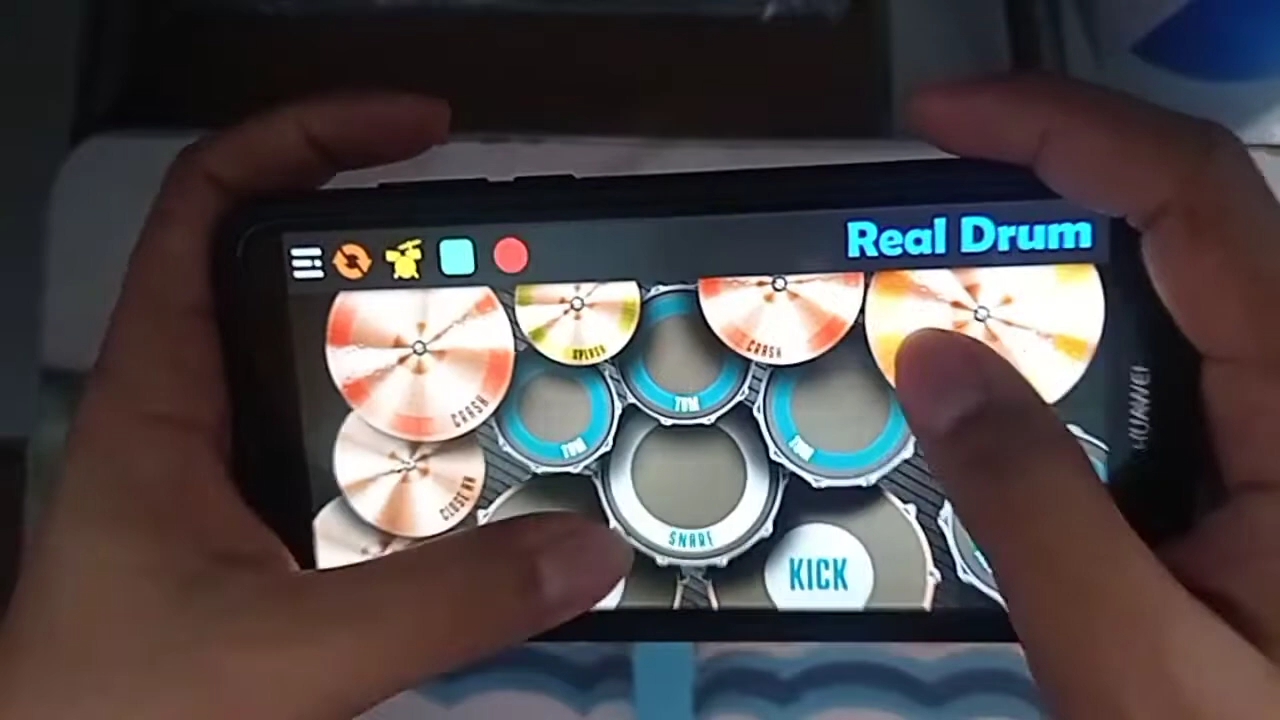 Real Drum
SPLASH
CRASH
CRASH
TOM
TOM
TOM
CLOSE HH
SNARE
KICK
HUAWEI